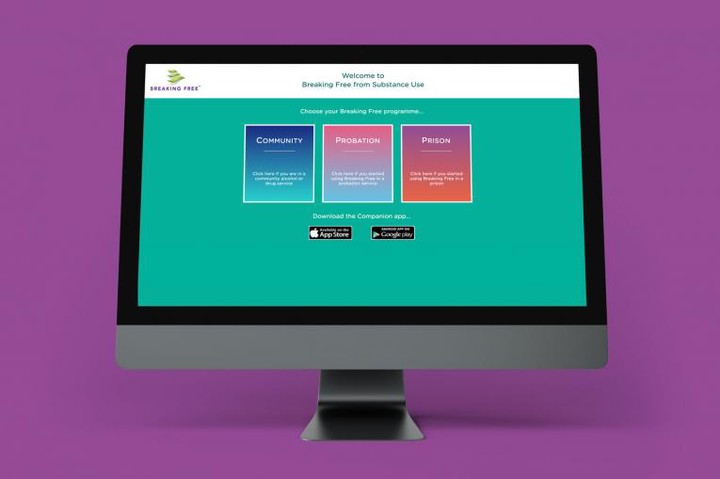 BREAKING FREE™
Welcome to
Breaking Free from Substance Use
Choose your Breaking Free programme...
COMMUNITY
Click here if you are in a
community alcohol or
drug service
PROBATION
Click here if you started
using Breaking Free in a
probation service
PRISON
Click here if you started
using Breaking Free in a
prison
Download the Companion app...
Available on the
App Store
ANDROID APP ON
Google play